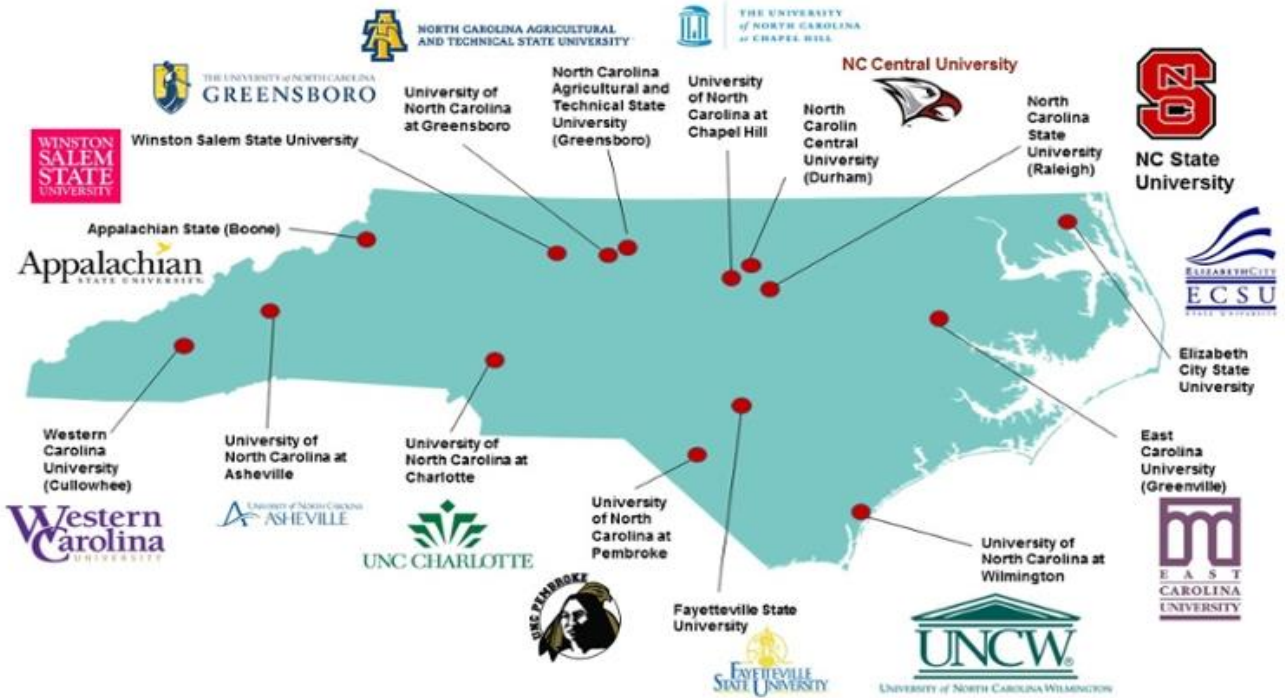 NORTH CAROLINA AGRICULTURAL
AND TECHNICAL STATE UNIVERSITY
THE UNIVERSITY
of NORTH CAROLINA
at CHAPEL HILL
THE UNIVERSITY of NORTH CAROLINA
GREENSBORO
University of
North Carolina
at Greensboro
North Carolina
Agricultural and
Technical State
University
(Greensboro)
University
of North
Carolina at
Chapel Hill
NC Central University
North
Carolin
Central
University
(Durham)
North
Carolina
State
University
(Raleigh)
NC State
University
WINSTON
SALEM
STATE
UNIVERSITY
Winston Salem State University
Appalachian State (Boone)
Appalachian
STATE UNIVERSITY
ELIZABETH CITY
ECSU
STATE UNIVERSITY
Elizabeth
City State
University
Western
Carolina
University
(Cullowhee)
University of
North Carolina at
Asheville
University of
North Carolina at
Charlotte
University
of North
Carolina at
Pembroke
Fayetteville State
University
University of
North Carolina at
Wilmington
East
Carolina
University
(Greenville)
Western
Carolina
UNIVERSITY
UNIVERSITY OF NORTH CAROLINA
ASHEVILLE
UNC CHARLOTTE
UNC PEMBROKE
FAYETTEVILLE
STATE UNIVERSITY
UNCW
UNIVERSITY OF NORTH CAROLINA WILMINGTON
EAST
CAROLINA
UNIVERSITY